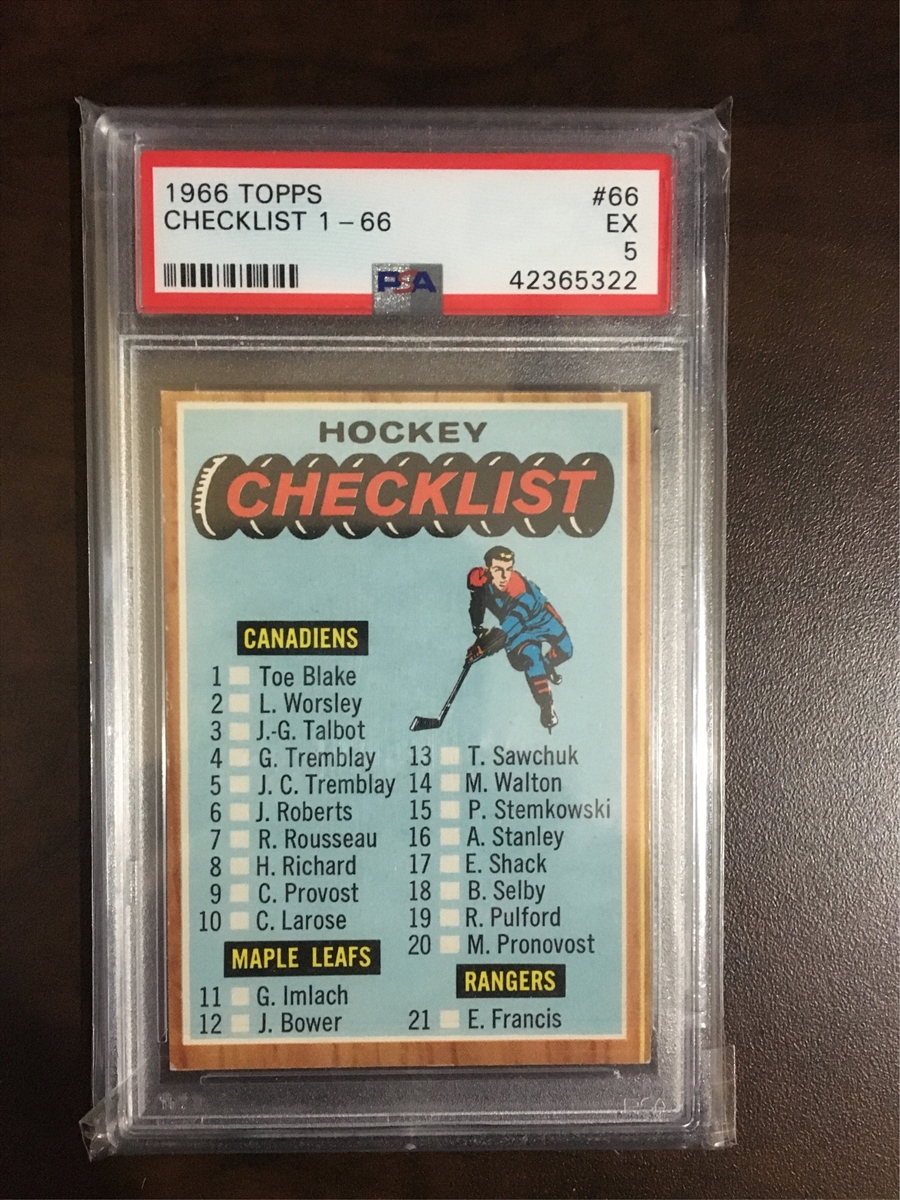 1966 TOPPS #66
CHECKLIST 1 – 66 EX
5
PSA 42365322
HOCKEY
CHECKLIST
CANADIENS
1 Toe Blake
2 L. Worsley
3 J.-G. Talbot
4 G. Tremblay
5 J. C. Tremblay
6 J. Roberts
7 R. Rousseau
8 H. Richard
9 C. Provost
10 C. Larose
MAPLE LEAFS
11 G. Imlach
12 J. Bower
13 T. Sawchuk
14 M. Walton
15 P. Stemkowski
16 A. Stanley
17 E. Shack
18 B. Selby
19 R. Pulford
20 M. Pronovost
RANGERS
21 E. Francis